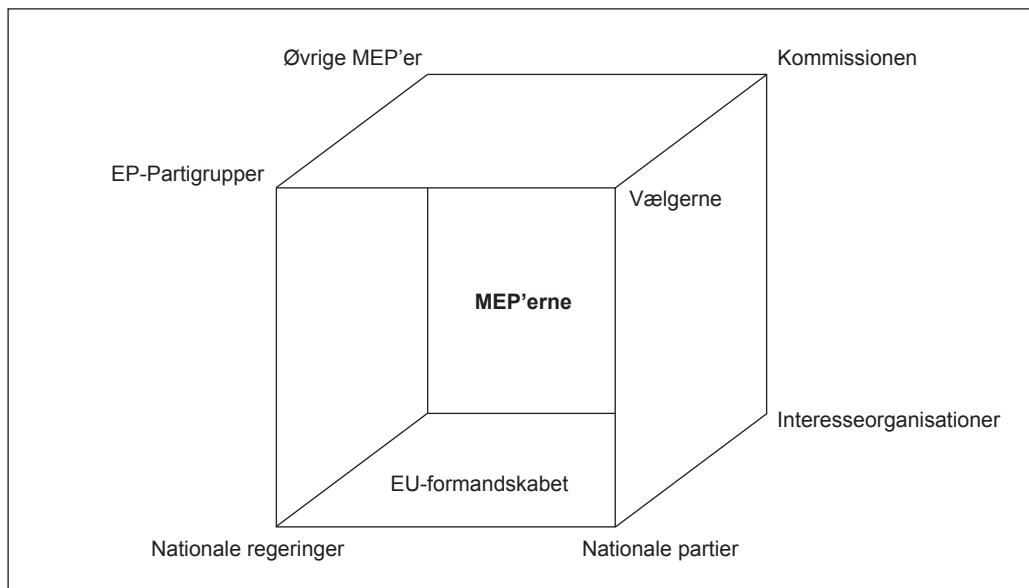 Øvrige MEP’er
Kommissionen
EP-Partigrupper
Vælgerne
MEP’erne
Interesseorganisationer
EU-formandskabet
Nationale regeringer
Nationale partier